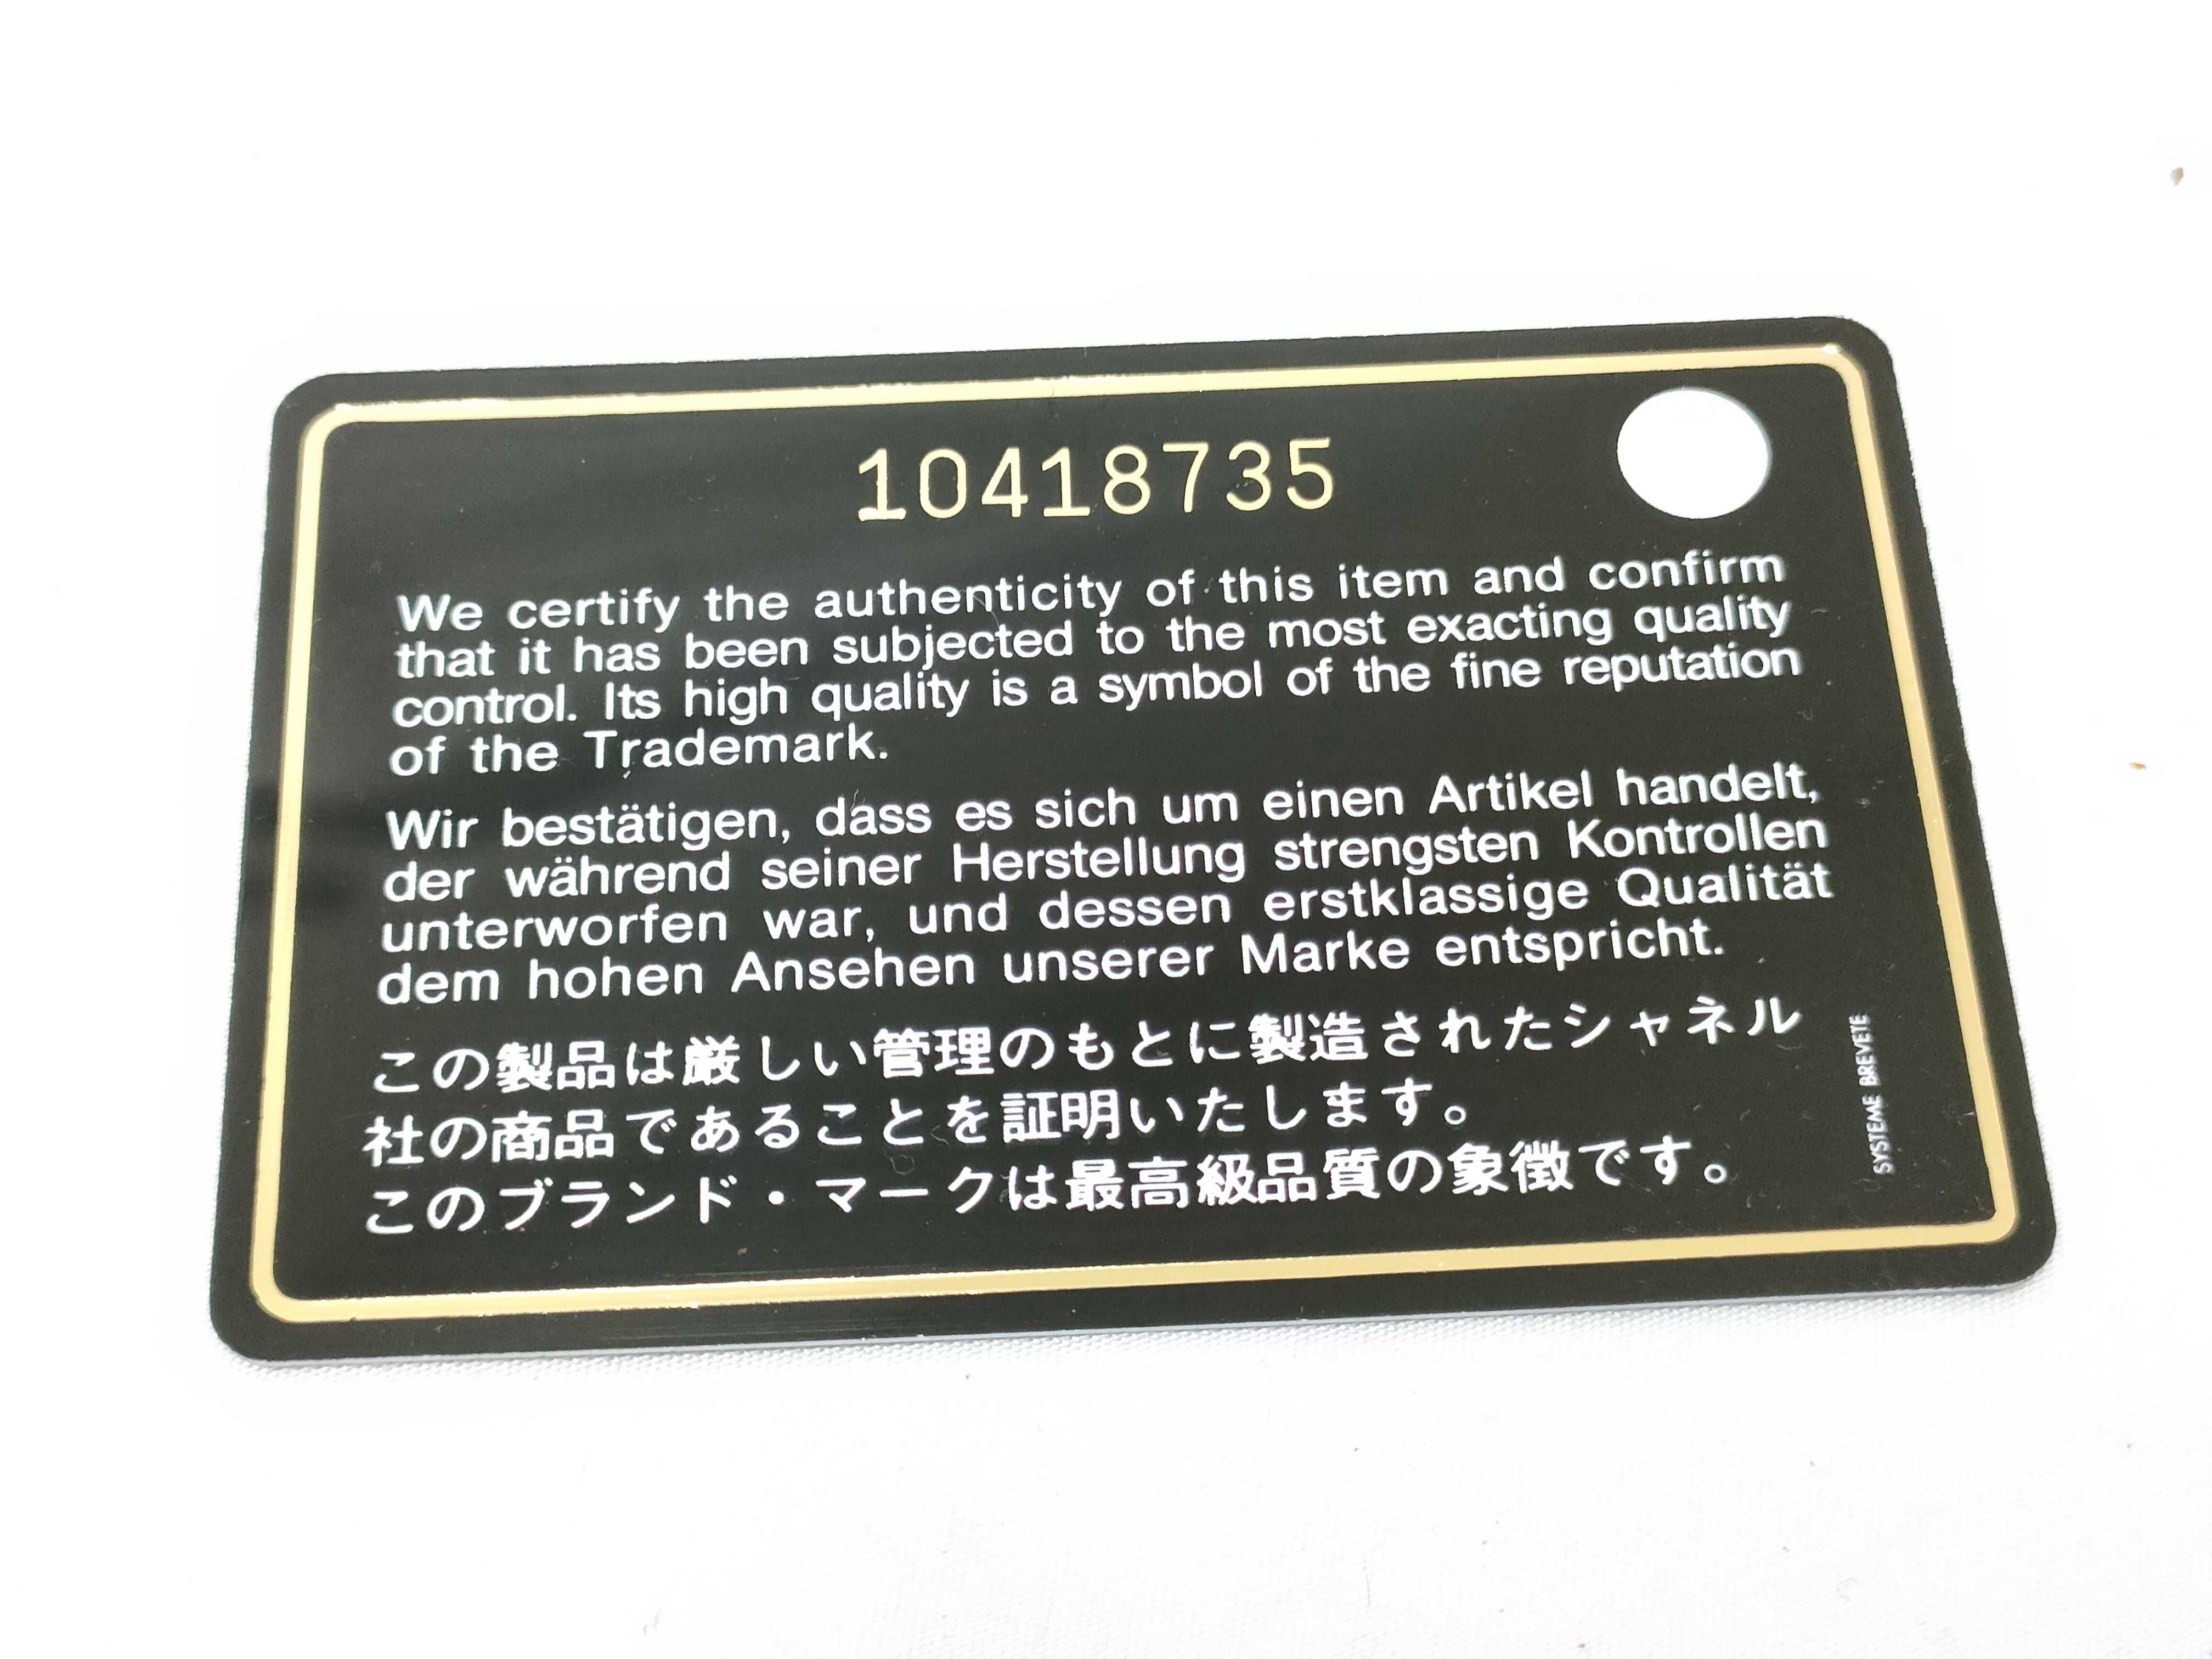 10418735
We certify the authenticity of this item and confirm
that it has been subjected to the most exacting quality
control. Its high quality is a symbol of the fine reputation
of the Trademark.
Wir bestätigen, dass es sich um einen Artikel handelt,
der während seiner Herstellung strengsten Kontrollen
unterworfen war, und dessen erstklassige Qualität
dem hohen Ansehen unserer Marke entspricht.
この製品は厳しい管理のもとに製造されたシャネル
社の商品であることを証明いたします。
このブランド・マークは最高級品質の象徴です。
SYSTEME BREVETE